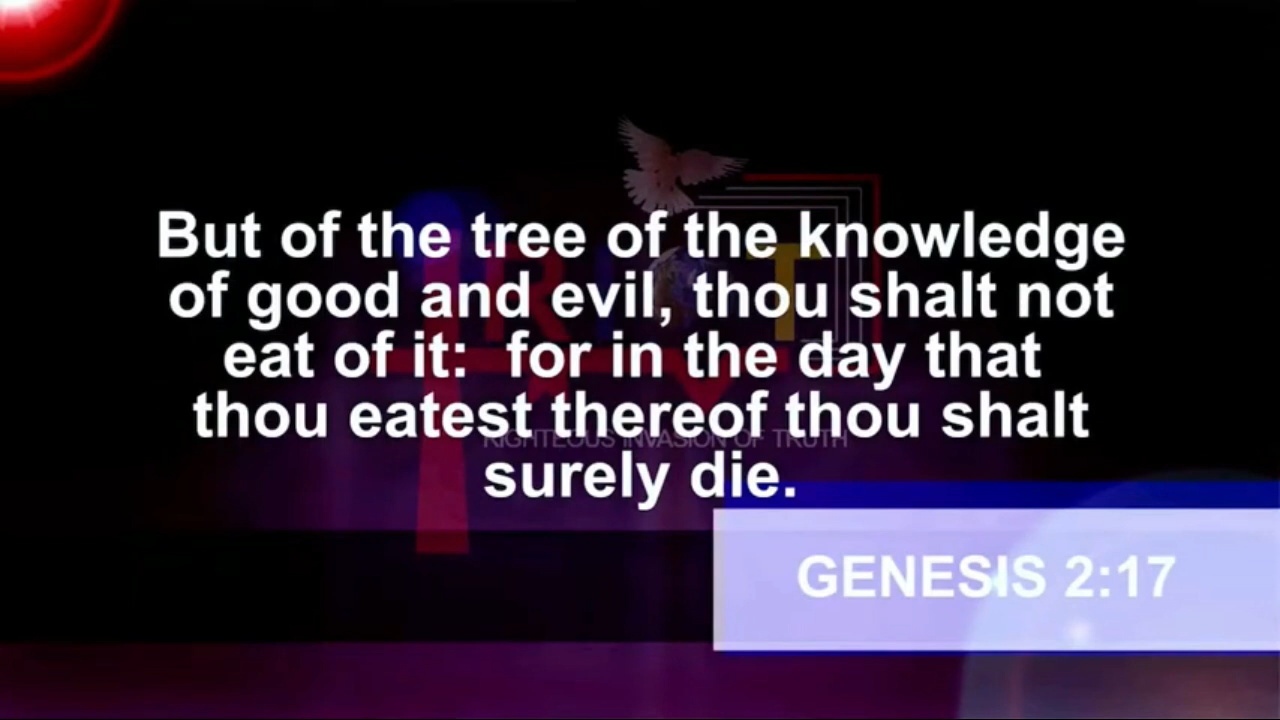 But of the tree of the knowledge
of good and evil, thou shalt not
eat of it:  for in the day that
thou eatest thereof thou shalt
surely die.
RIGHTEOUS INVASION OF TRUTH
GENESIS 2:17